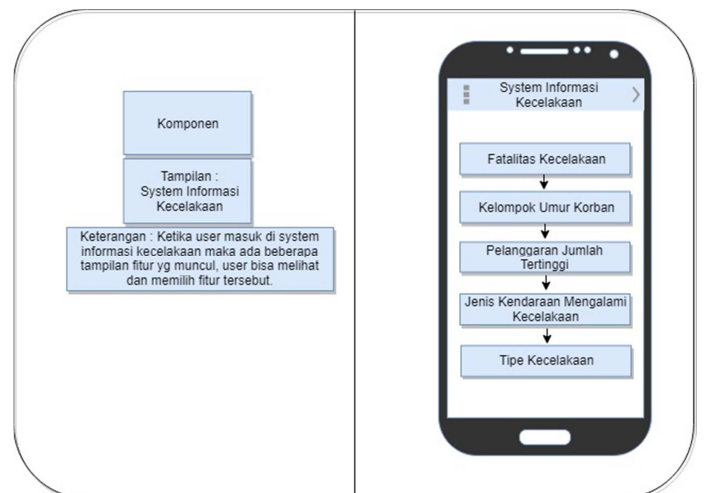 Komponen
Tampilan :
System Informasi
Kecelakaan
Keterangan : Ketika user masuk di system
informasi kecelakaan maka ada beberapa
tampilan fitur yg muncul, user bisa melihat
dan memilih fitur tersebut.
System Informasi
Kecelakaan
Fatalitas Kecelakaan
Kelompok Umur Korban
Pelanggaran Jumlah
Tertinggi
Jenis Kendaraan Mengalami
Kecelakaan
Tipe Kecelakaan